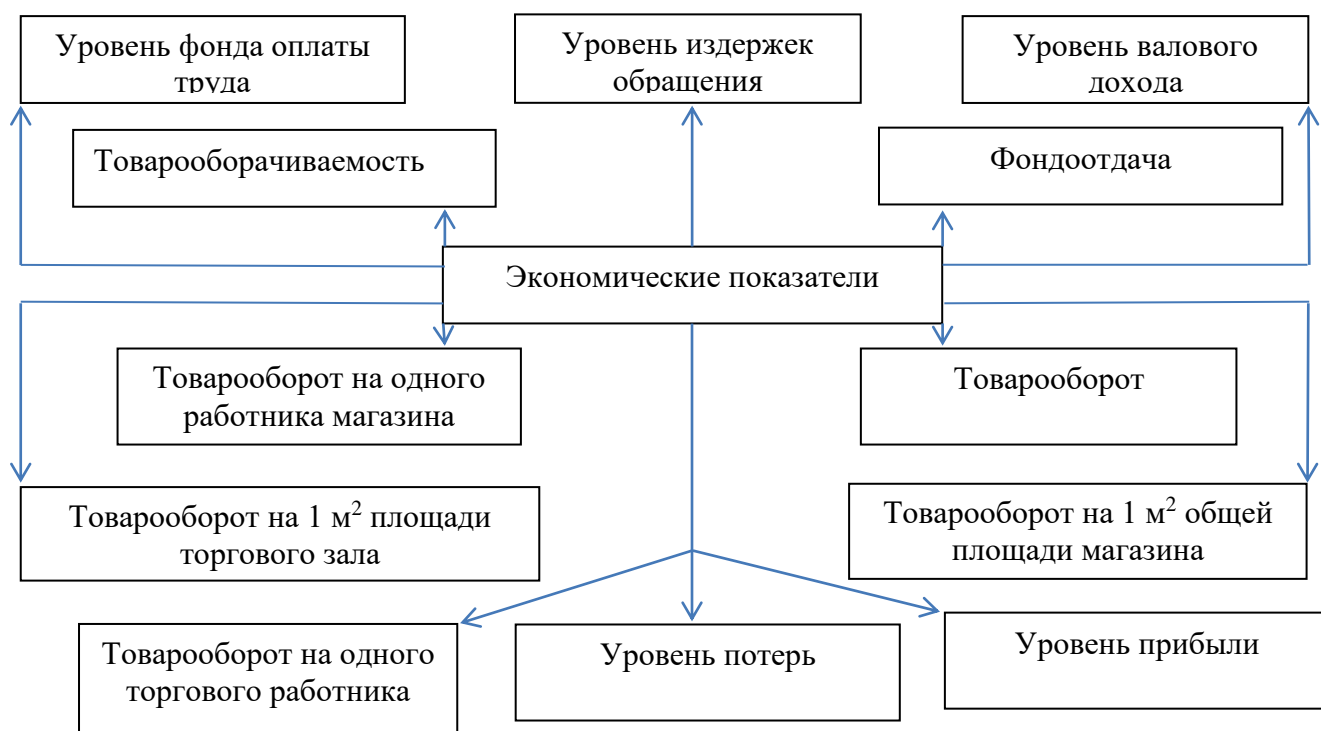 Уровень фонда оплаты
труда
Уровень издержек
обращения
Уровень валового
дохода
Товарооборачиваемость
Фондоотдача
Экономические показатели
Товарооборот на одного
работника магазина
Товарооборот
Товарооборот на 1 м² площади
торгового зала
Товарооборот на 1 м² общей
площади магазина
Товарооборот на одного
торгового работника
Уровень потерь
Уровень прибыли